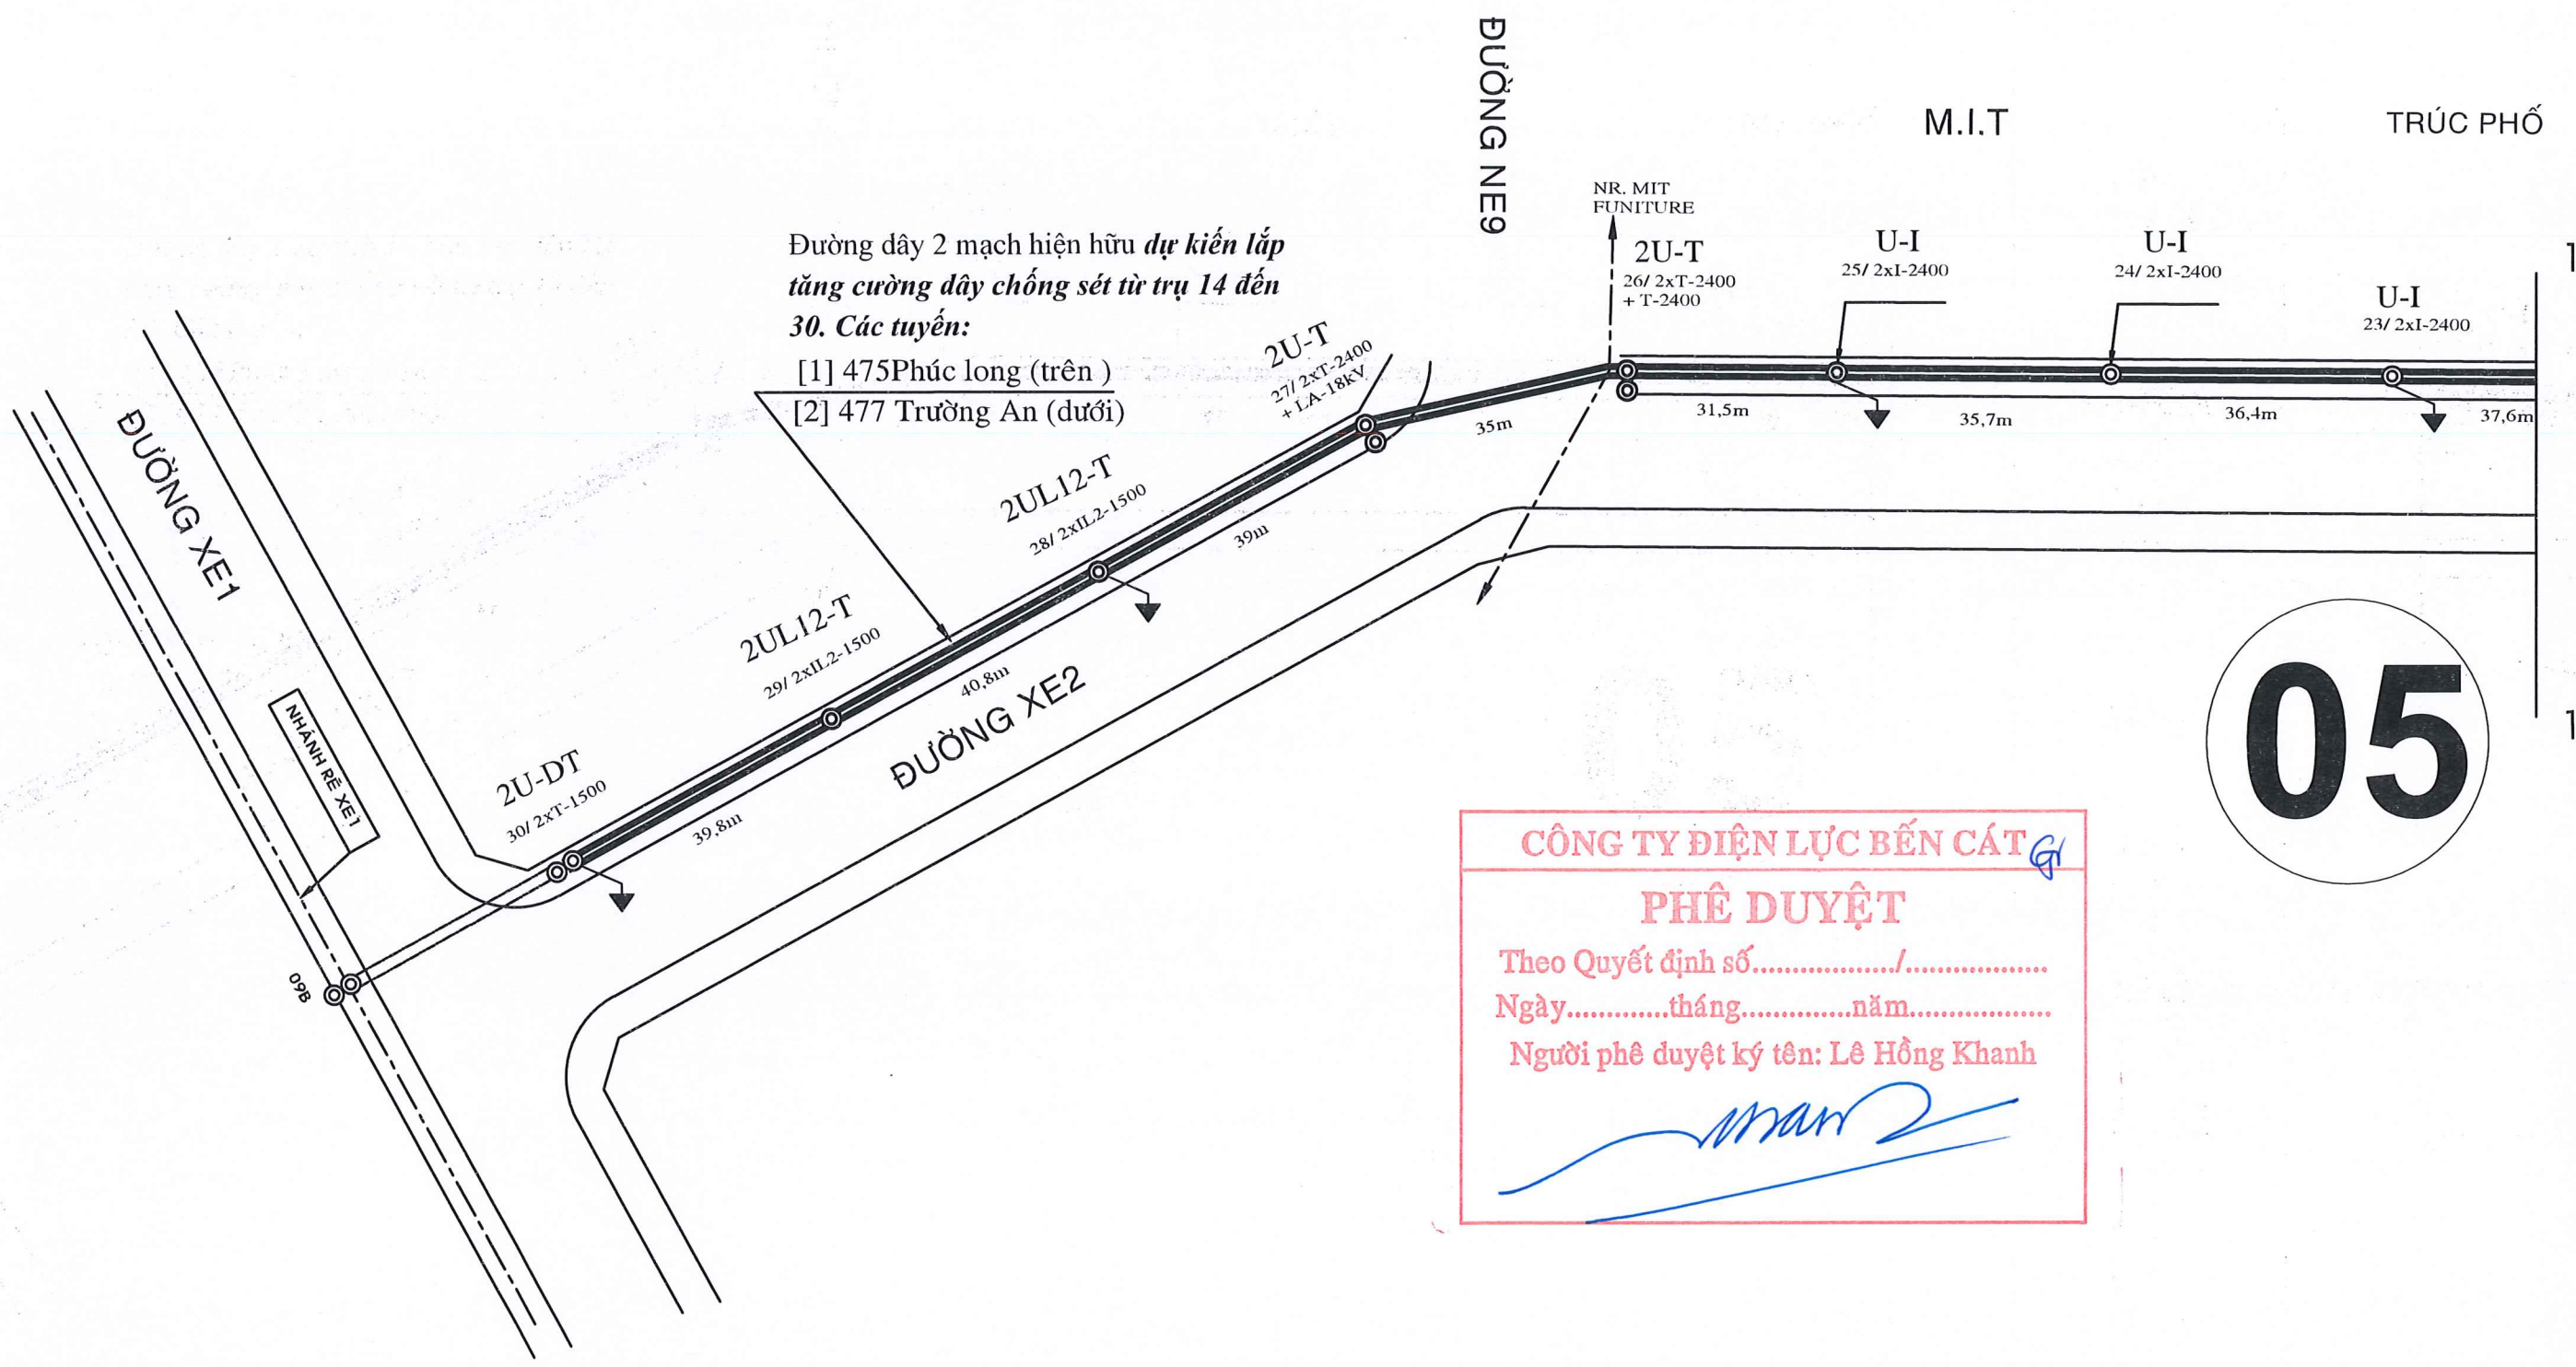 ĐƯỜNG NE9
M.I.T
TRÚC PHỐ
NR. MIT
FUNITURE
Đường dây 2 mạch hiện hữu dự kiến lắp
tăng cường dây chống sét từ trụ 14 đến
30. Các tuyến:
[1] 475Phúc long (trên )
[2] 477 Trường An (dưới)
2U-T
26/ 2xT-2400
+ T-2400
U-I
25/ 2xI-2400
U-I
24/ 2xI-2400
U-I
23/ 2xI-2400
1
2U-T
27/ 2xT-2400
+ LA-18kV
35m
31,5m
35,7m
36,4m
37,6m
2UL12-T
28/ 2xIL2-1500
39m
2UL12-T
29/ 2xIL2-1500
40,8m
2U-DT
30/ 2xT-1500
39,8m
ĐƯỜNG XE1
ĐƯỜNG XE2
NHÁNH RẼ XE1
09B
05
1
CÔNG TY ĐIỆN LỰC BẾN CÁT
PHÊ DUYỆT
Theo Quyết định số................../..................
Ngày.............tháng..............năm..................
Người phê duyệt ký tên: Lê Hồng Khanh